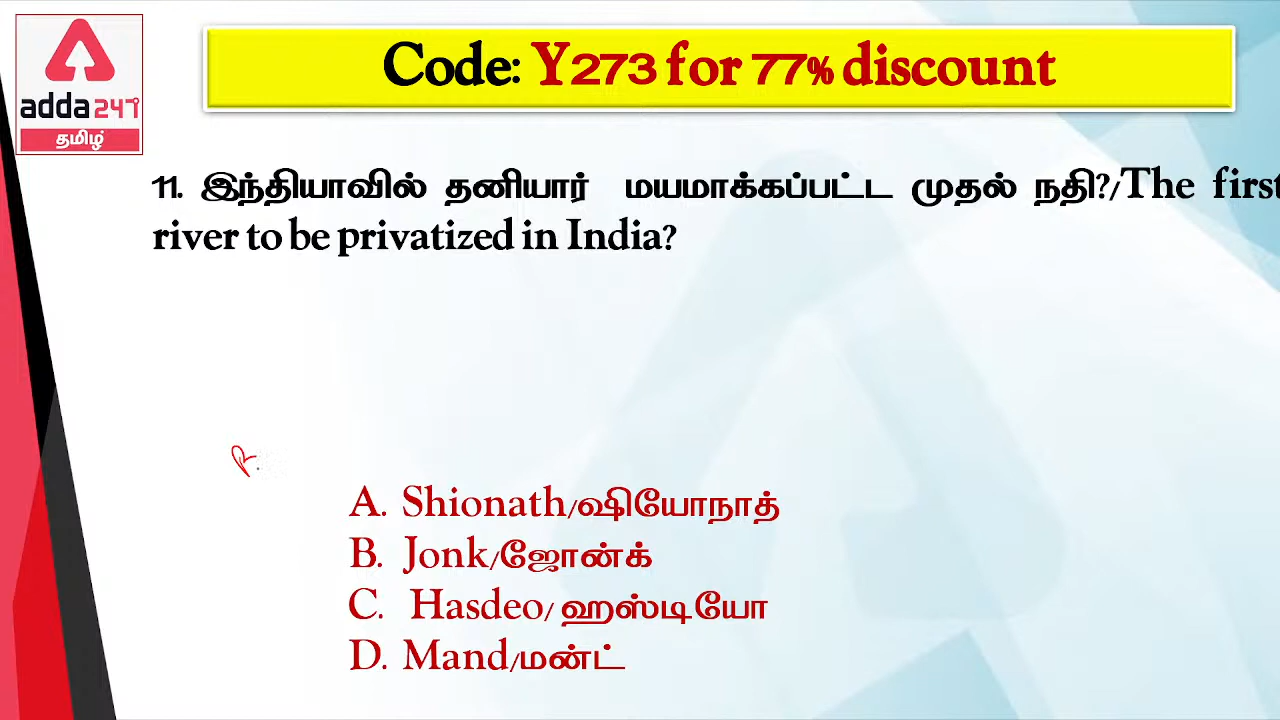 adda247
தமிழ்
Code: Y273 for 77% discount
11. இந்தியாவில் தனியார் மயமாக்கப்பட்ட முதல் நதி?/The first
river to be privatized in India?
A. Shionath/ஷியோநாத்
B. Jonk/ஜோன்க்
C. Hasdeo/ ஹஸ்டியோ
D. Mand/மன்ட்